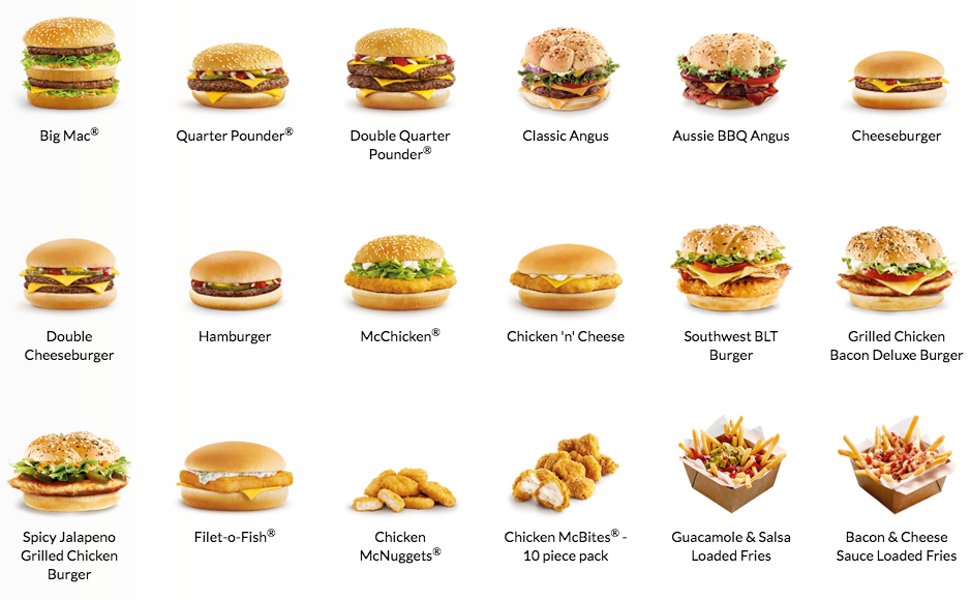 Big Mac®
Quarter Pounder®
Double Quarter
Pounder®
Classic Angus
Aussie BBQ Angus
Cheeseburger
Double
Cheeseburger
Hamburger
McChicken®
Chicken 'n' Cheese
Southwest BLT
Burger
Grilled Chicken
Bacon Deluxe Burger
Spicy Jalapeno
Grilled Chicken
Burger
Filet-o-Fish®
Chicken
McNuggets®
Chicken McBites® -
10 piece pack
Guacamole & Salsa
Loaded Fries
Bacon & Cheese
Sauce Loaded Fries